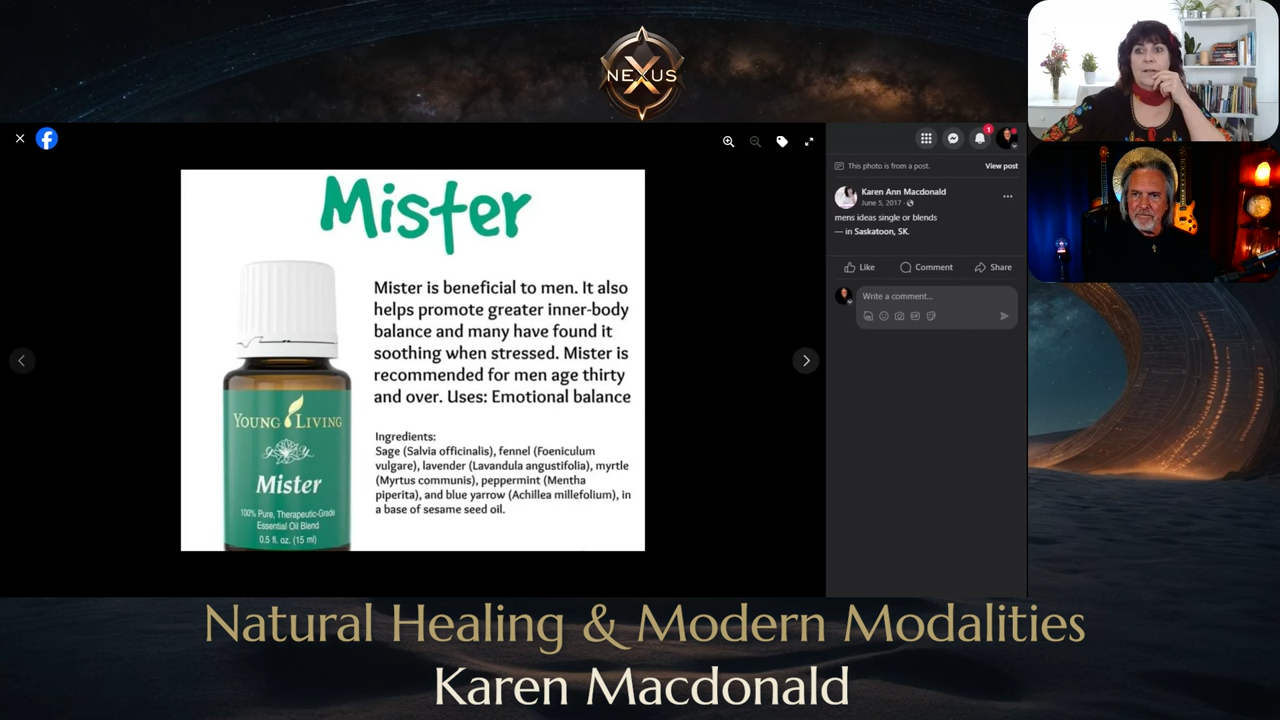 NEXUS
1
This photo is from a post.
View post
Karen Ann Macdonald
June 5, 2017
mens ideas single or blends
— in Saskatoon, SK.
Like
Comment
Share
Write a comment...
GIF
Mister
Mister is beneficial to men. It also
helps promote greater inner-body
balance and many have found it
soothing when stressed. Mister is
recommended for men age thirty
and over. Uses: Emotional balance
Ingredients:
Sage (Salvia officinalis), fennel (Foeniculum
vulgare), lavender (Lavandula angustifolia), myrtle
(Myrtus communis), peppermint (Mentha
piperita), and blue yarrow (Achillea millefolium), in
a base of sesame seed oil.
YOUNG LIVING
Mister
100% Pure, Therapeutic-Grade
Essential Oil Blend
0.5 fl. oz. (15 ml)
Natural Healing & Modern Modalities
Karen Macdonald